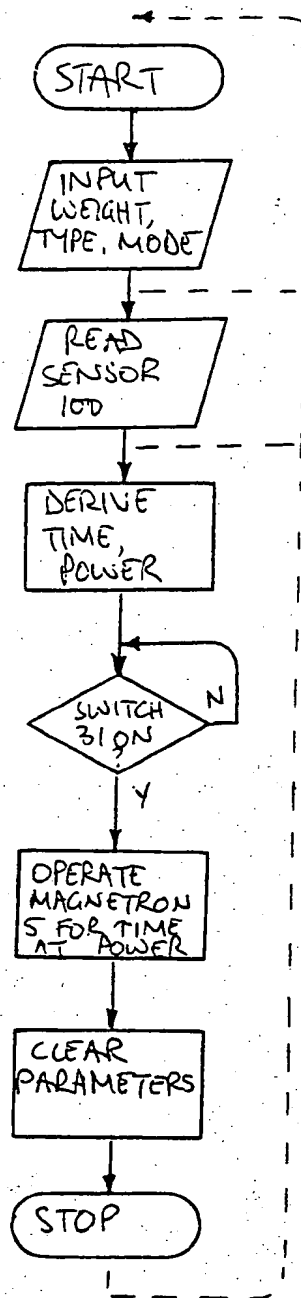 START
INPUT
WEIGHT,
TYPE, MODE
READ
SENSOR
100
DERIVE
TIME,
POWER
SWITCH
31 ON
?
N
Y
OPERATE
MAGNETRON
5 FOR TIME
AT POWER
CLEAR
PARAMETERS
STOP